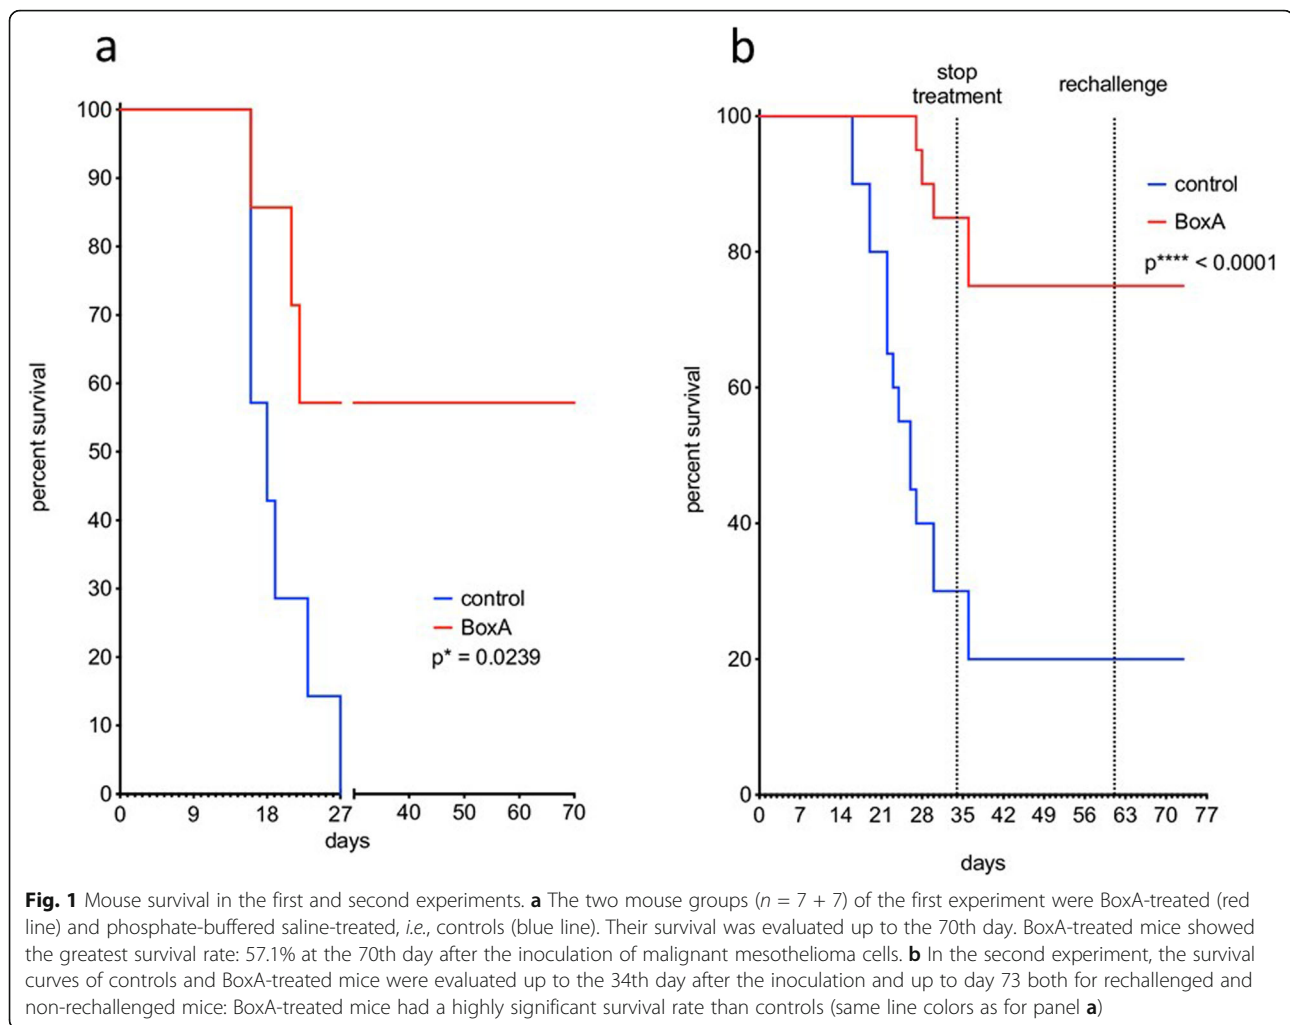 a
100
90
80
70
60
50
40
30
20
10
0
percent survival
0 9 18 27 40 50 60 70
days
control
BoxA
p* = 0.0239
b
stop
treatment
rechallenge
100
80
60
40
20
0
percent survival
control
BoxA
p**** < 0.0001
0 7 14 21 28 35 42 49 56 63 70 77
days
Fig. 1 Mouse survival in the first and second experiments. a The two mouse groups (n = 7 + 7) of the first experiment were BoxA-treated (red
line) and phosphate-buffered saline-treated, i.e., controls (blue line). Their survival was evaluated up to the 70th day. BoxA-treated mice showed
the greatest survival rate: 57.1% at the 70th day after the inoculation of malignant mesothelioma cells. b In the second experiment, the survival
curves of controls and BoxA-treated mice were evaluated up to the 34th day after the inoculation and up to day 73 both for rechallenged and
non-rechallenged mice: BoxA-treated mice had a highly significant survival rate than controls (same line colors as for panel a)